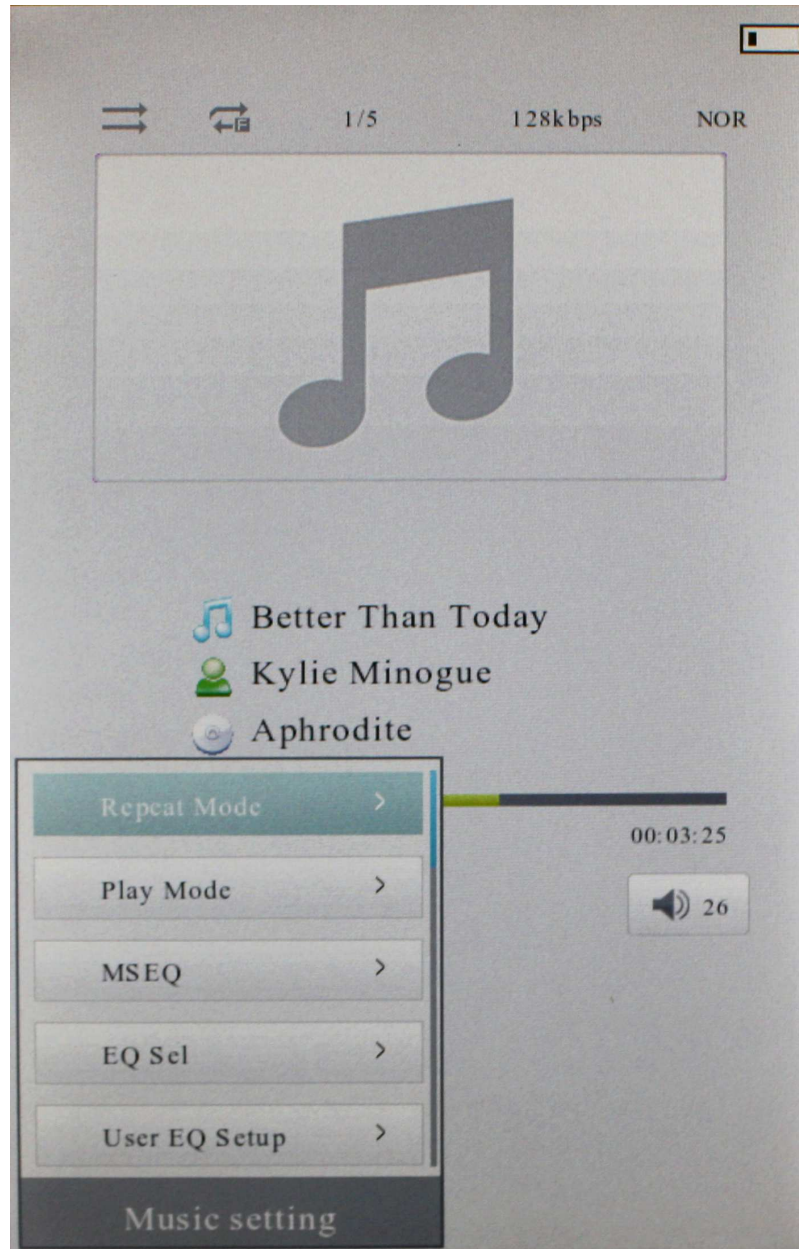 1/5 128kbps NOR
Better Than Today
Kylie Minogue
Aphrodite
00:03:25
26
Repeat Mode >
Play Mode >
MSEQ >
EQ Sel >
User EQ Setup >
Music setting